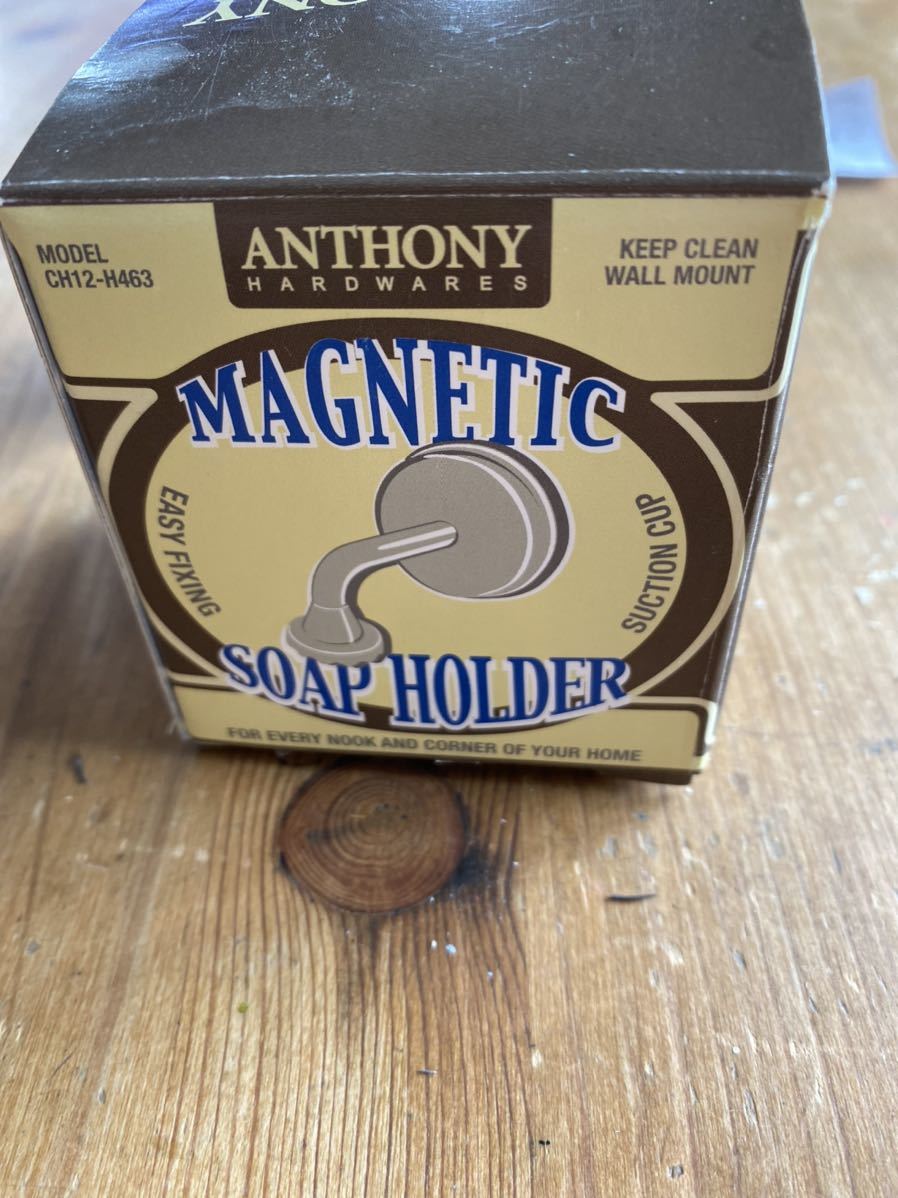 MODEL
CH12-H463
ANTHONY
HARDWARES
KEEP CLEAN
WALL MOUNT
MAGNETIC
EASY FIXING
SUCTION CUP
SOAP HOLDER
FOR EVERY NOOK AND CORNER OF YOUR HOME